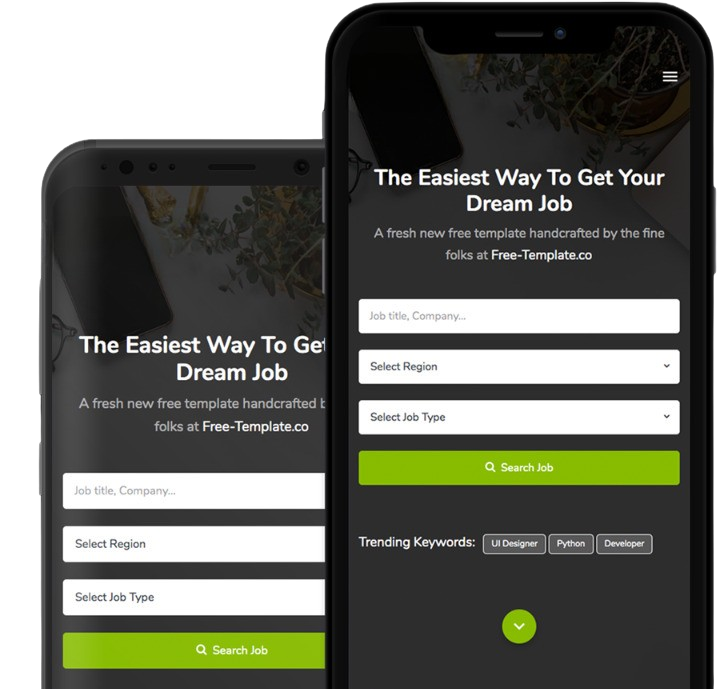 The Easiest Way To Get Your
Dream Job
A fresh new free template handcrafted by the fine
folks at Free-Template.co
Job title, Company...
Select Region
Select Job Type
Search Job
Trending Keywords: UI Designer Python Developer
The Easiest Way To Get
Dream Job
A fresh new free template handcrafted
folks at Free-Template.co
Job title, Company...
Select Region
Select Job Type
Search Job